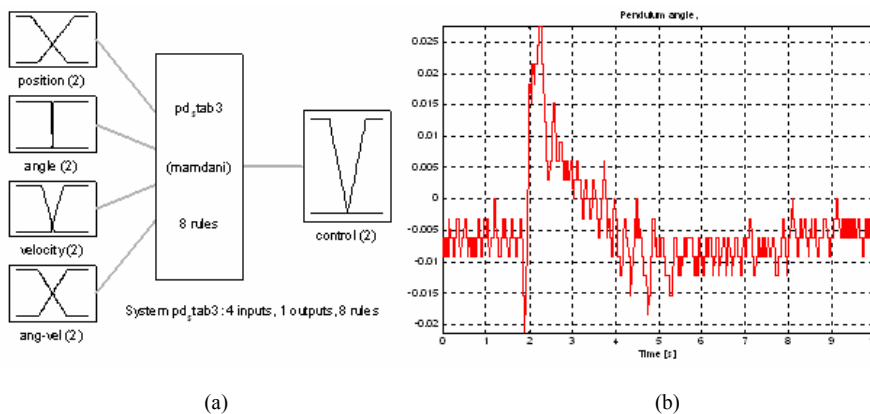 position (2)
angle (2)
velocity(2)
ang-vel (2)
pd_stab3
(mamdani)
8 rules
control (2)
System pd_stab3: 4 inputs, 1 outputs, 8 rules
(a)
Pendulum angle,
0.025
0.02
0.015
0.01
0.005
0
-0.005
-0.01
-0.015
-0.02
0 1 2 3 4 5 6 7 8 9 1
Time [s]
(b)